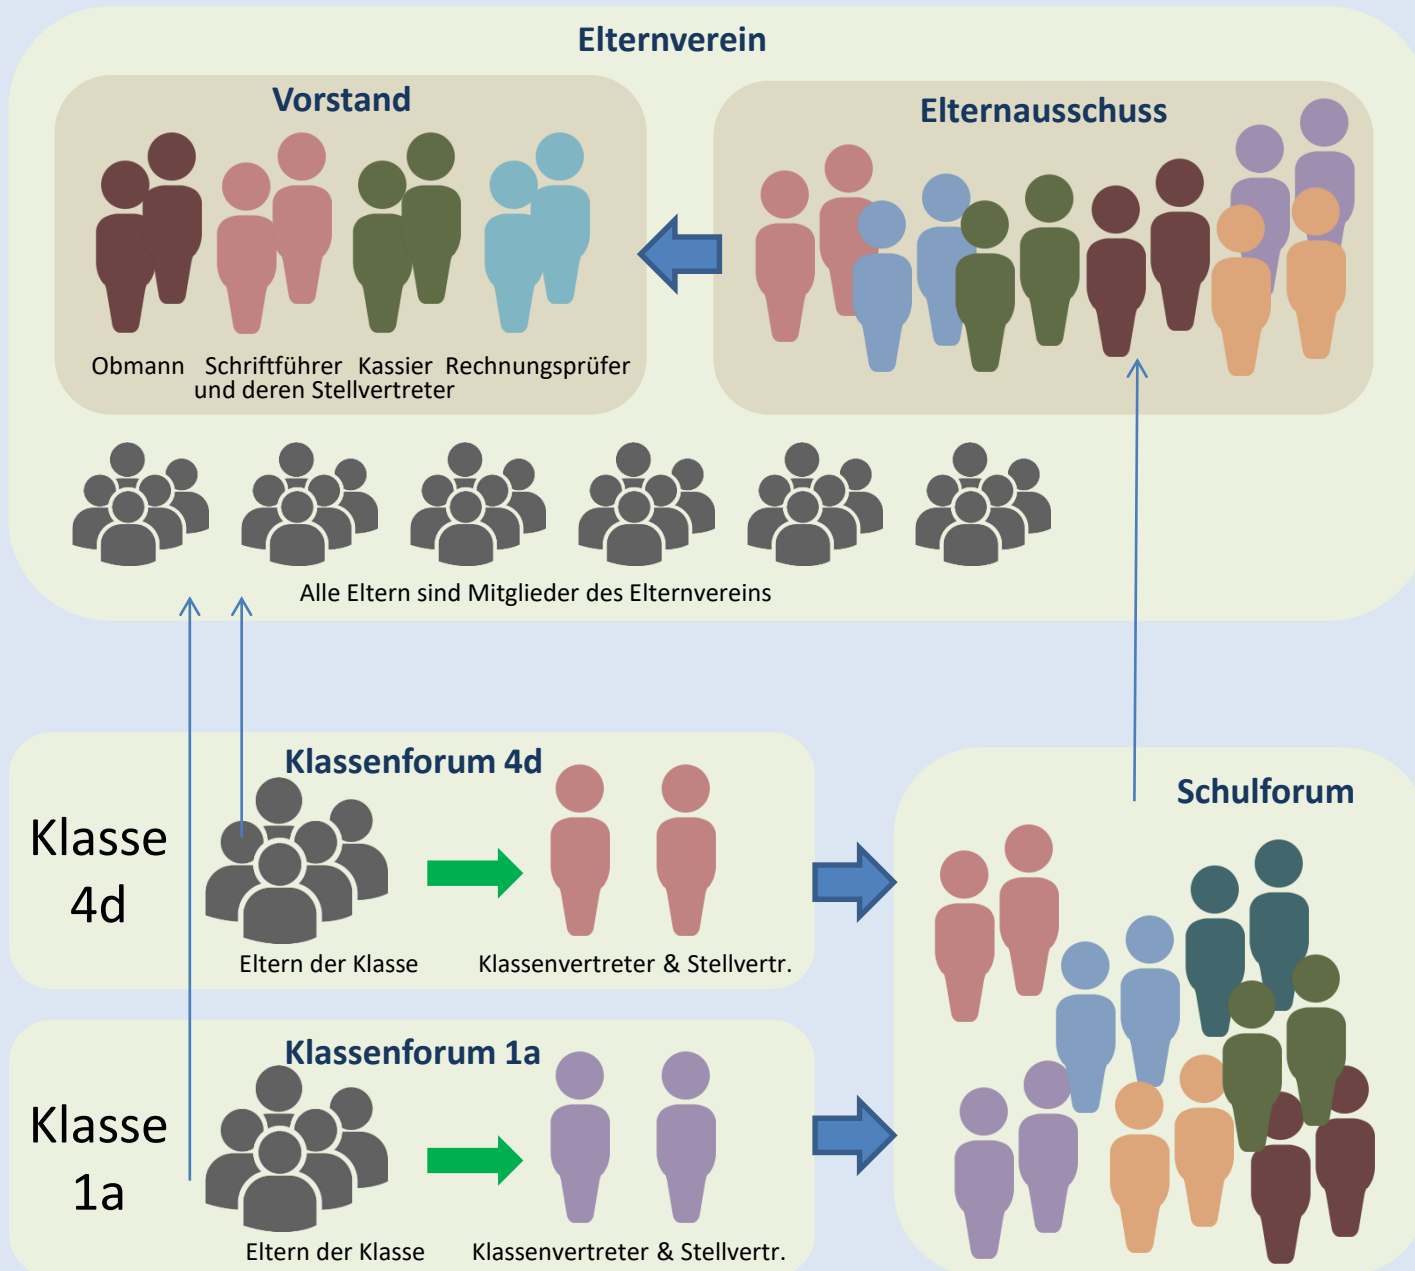 Elternverein
Vorstand
Elternausschuss
Obmann Schriftführer Kassier Rechnungsprüfer
und deren Stellvertreter
Alle Eltern sind Mitglieder des Elternvereins
Klassenforum 4d
Klasse
4d
Eltern der Klasse
Klassenvertreter & Stellvertr.
Schulforum
Klassenforum 1a
Klasse
1a
Eltern der Klasse
Klassenvertreter & Stellvertr.